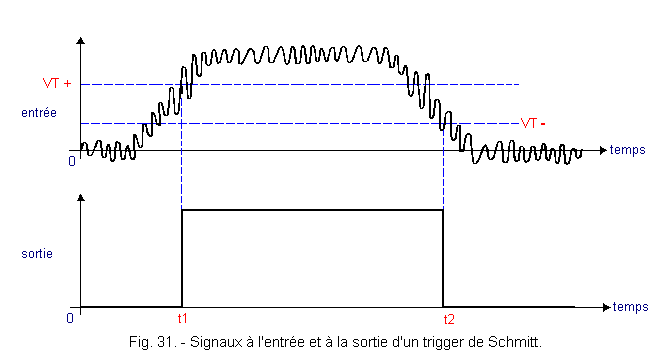 VT +
entrée
VT -
0
temps
sortie
0
t1
t2
temps
Fig. 31. - Signaux à l'entrée et à la sortie d'un trigger de Schmitt.